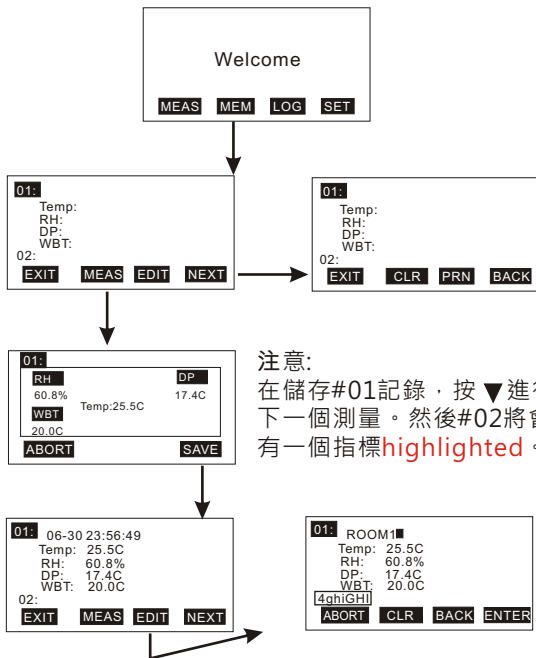 Welcome
MEAS MEM LOG SET
01:
Temp:
RH:
DP:
WBT:
02:
EXIT MEAS EDIT NEXT
01:
Temp:
RH:
DP:
WBT:
02:
EXIT CLR PRN BACK
01:
RH DP
60.8% 17.4C
Temp:25.5C
WBT
20.0C
ABORT SAVE
注意:
在儲存#01記錄，按 ▼進行
下一個測量。然後#02將會
有一個指標highlighted。
01: 06-30 23:56:49
Temp: 25.5C
RH: 60.8%
DP: 17.4C
WBT: 20.0C
02:
EXIT MEAS EDIT NEXT
01: ROOM1
Temp: 25.5C
RH: 60.8%
DP: 17.4C
WBT: 20.0C
4ghiGHI
ABORT CLR BACK ENTER